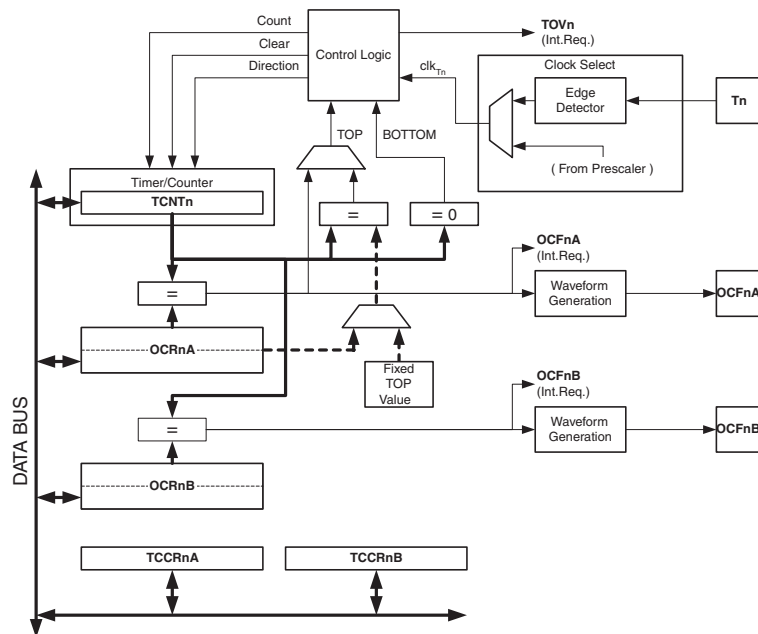 Count
Clear
Direction
Control Logic
TOVn
(Int.Req.)
Clock Select
clkTn
Edge
Detector
Tn
( From Prescaler )
TOP
BOTTOM
Timer/Counter
TCNTn
=
= 0
OCFnA
(Int.Req.)
=
Waveform
Generation
OCFnA
OCRnA
Fixed
TOP
Value
OCFnB
(Int.Req.)
=
Waveform
Generation
OCFnB
OCRnB
DATA BUS
TCCRnA
TCCRnB